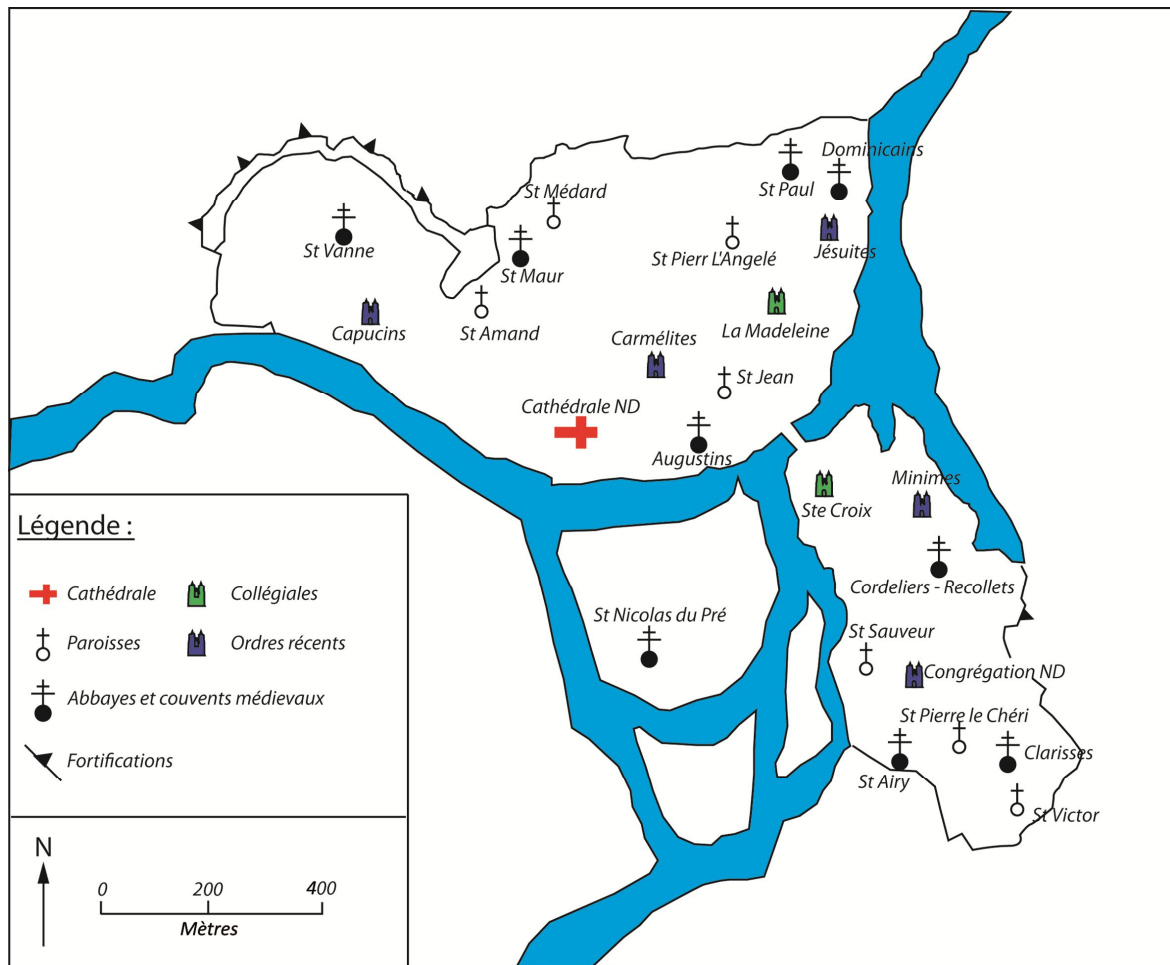 Dominicains
St Paul
St Médard
St Vanne
St Maur
St Pierr L'Angelé
Jésuites
Capucins
St Amand
Carmélites
La Madeleine
St Jean
Cathédrale ND
Augustins
Ste Croix
Minimes
Cordeliers - Recollets
St Nicolas du Pré
St Sauveur
Congrégation ND
St Pierre le Chéri
Clarisses
St Airy
St Victor
Légende :
Cathédrale
Collégiales
Paroisses
Ordres récents
Abbayes et couvents médievaux
Fortifications
N
0 200 400
Mètres